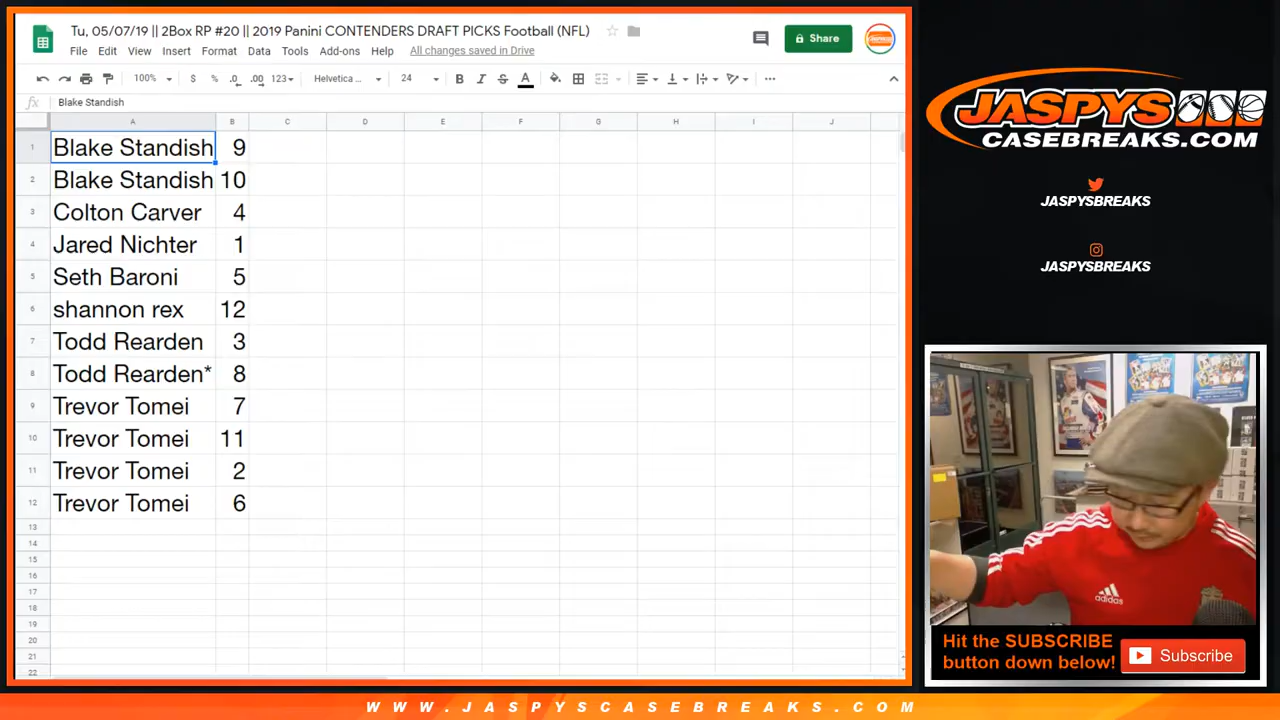 Tu, 05/07/19 || 2Box RP #20 || 2019 Panini CONTENDERS DRAFT PICKS Football (NFL)
File Edit View Insert Format Data Tools Add-ons Help All changes saved in Drive
Share
100% $ % .0 .00 123 Helvetica ... 24 B I S A
fx Blake Standish
A B C D E F G H I J
1 Blake Standish 9
2 Blake Standish 10
3 Colton Carver 4
4 Jared Nichter 1
5 Seth Baroni 5
6 shannon rex 12
7 Todd Rearden 3
8 Todd Rearden* 8
9 Trevor Tomei 7
10 Trevor Tomei 11
11 Trevor Tomei 2
12 Trevor Tomei 6
13
14
15
16
17
18
19
20
21
22
JASPYS
CASEBREAKS.COM
JASPYSBREAKS
JASPYSBREAKS
adidas
Hit the SUBSCRIBE
button down below!
Subscribe
WWW.JASPYSCASEBREAKS.COM